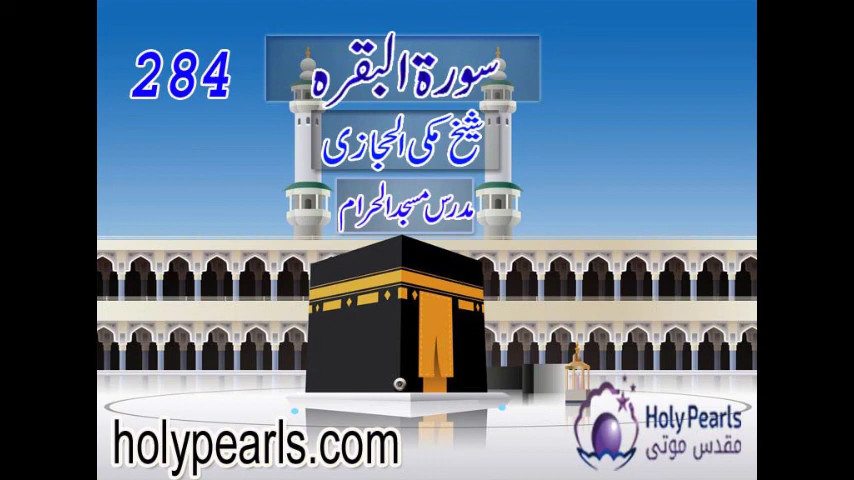 284
سورۃ البقرہ
شیخ مکی الحجازی
مدرس مسجد الحرام
holypearls.com
Holy Pearls
مقدس موتی